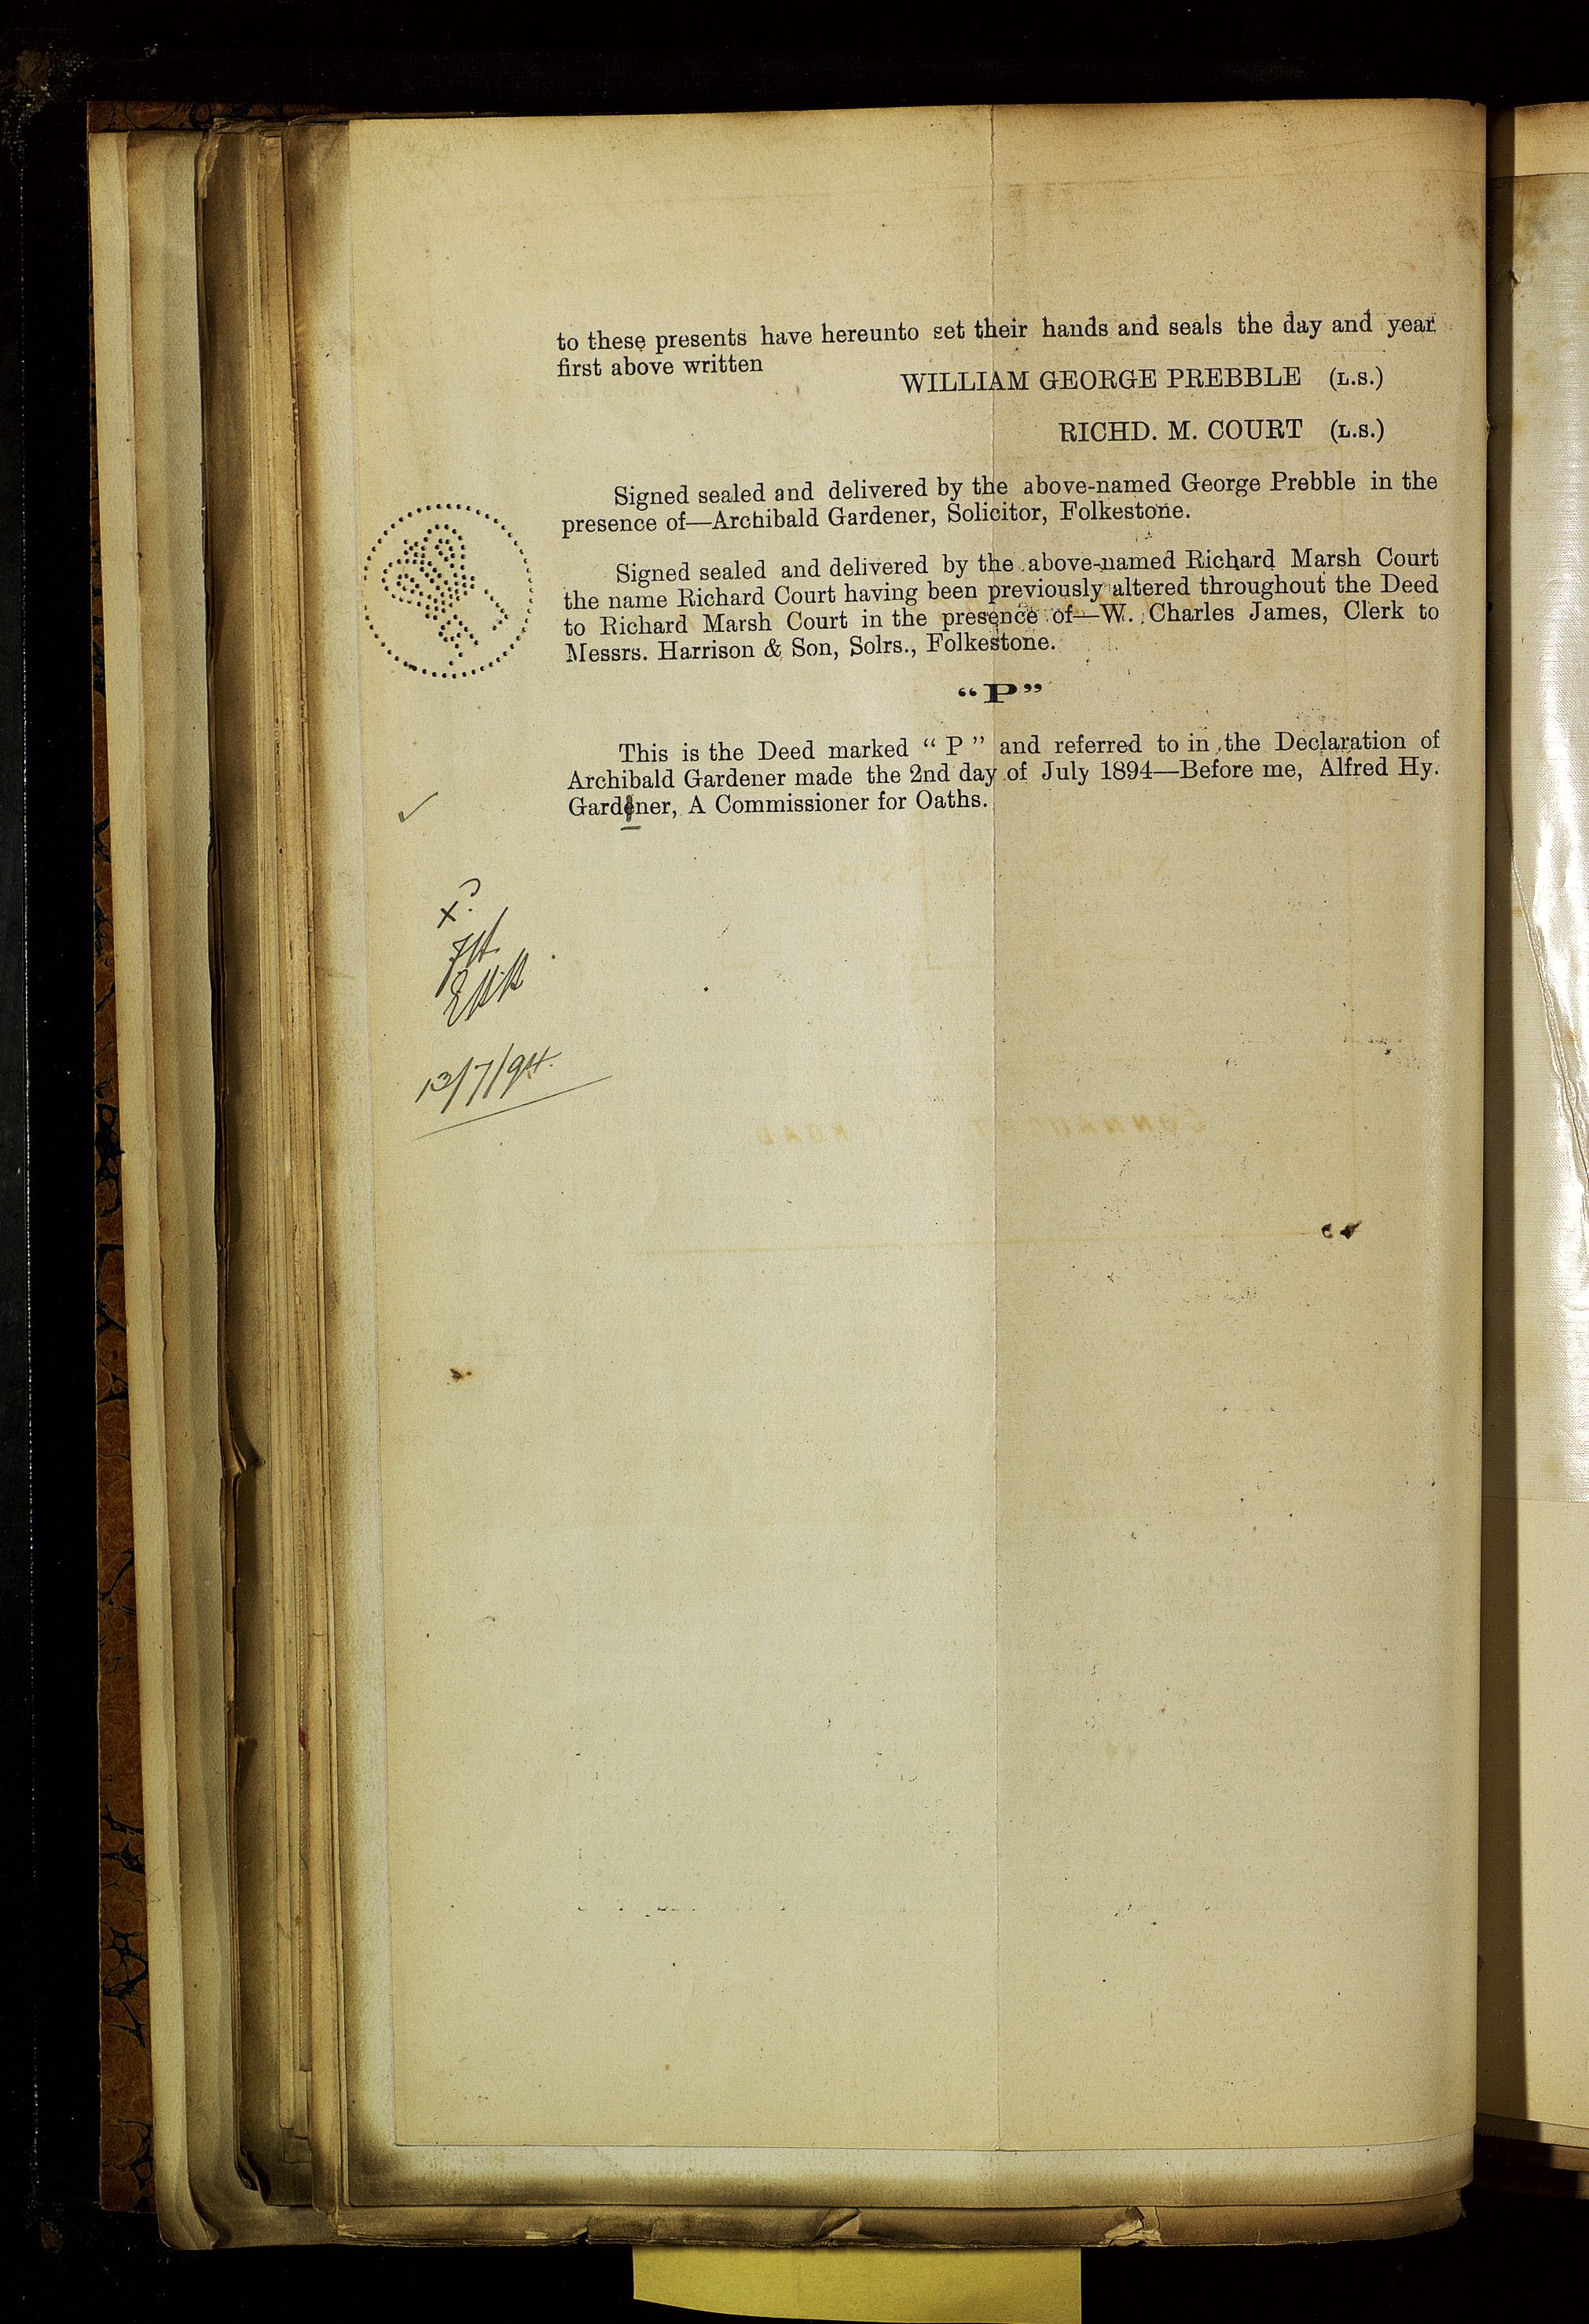 to these presents have hereunto set their hands and seals the day and year
first above written
WILLIAM GEORGE PREBBLE (L.S.)
RICHD. M. COURT (L.S.)
Signed sealed and delivered by the above-named George Prebble in the
presence of—Archibald Gardener, Solicitor, Folkestone.
Signed sealed and delivered by the above-named Richard Marsh Court
the name Richard Court having been previously altered throughout the Deed
to Richard Marsh Court in the presence of—W. Charles James, Clerk to
Messrs. Harrison & Son, Solrs., Folkestone.
“P”
This is the Deed marked “ P ” and referred to in the Declaration of
Archibald Gardener made the 2nd day of July 1894—Before me, Alfred Hy.
Gardener, A Commissioner for Oaths.
13/7/94.
CONNAUGHT ROAD